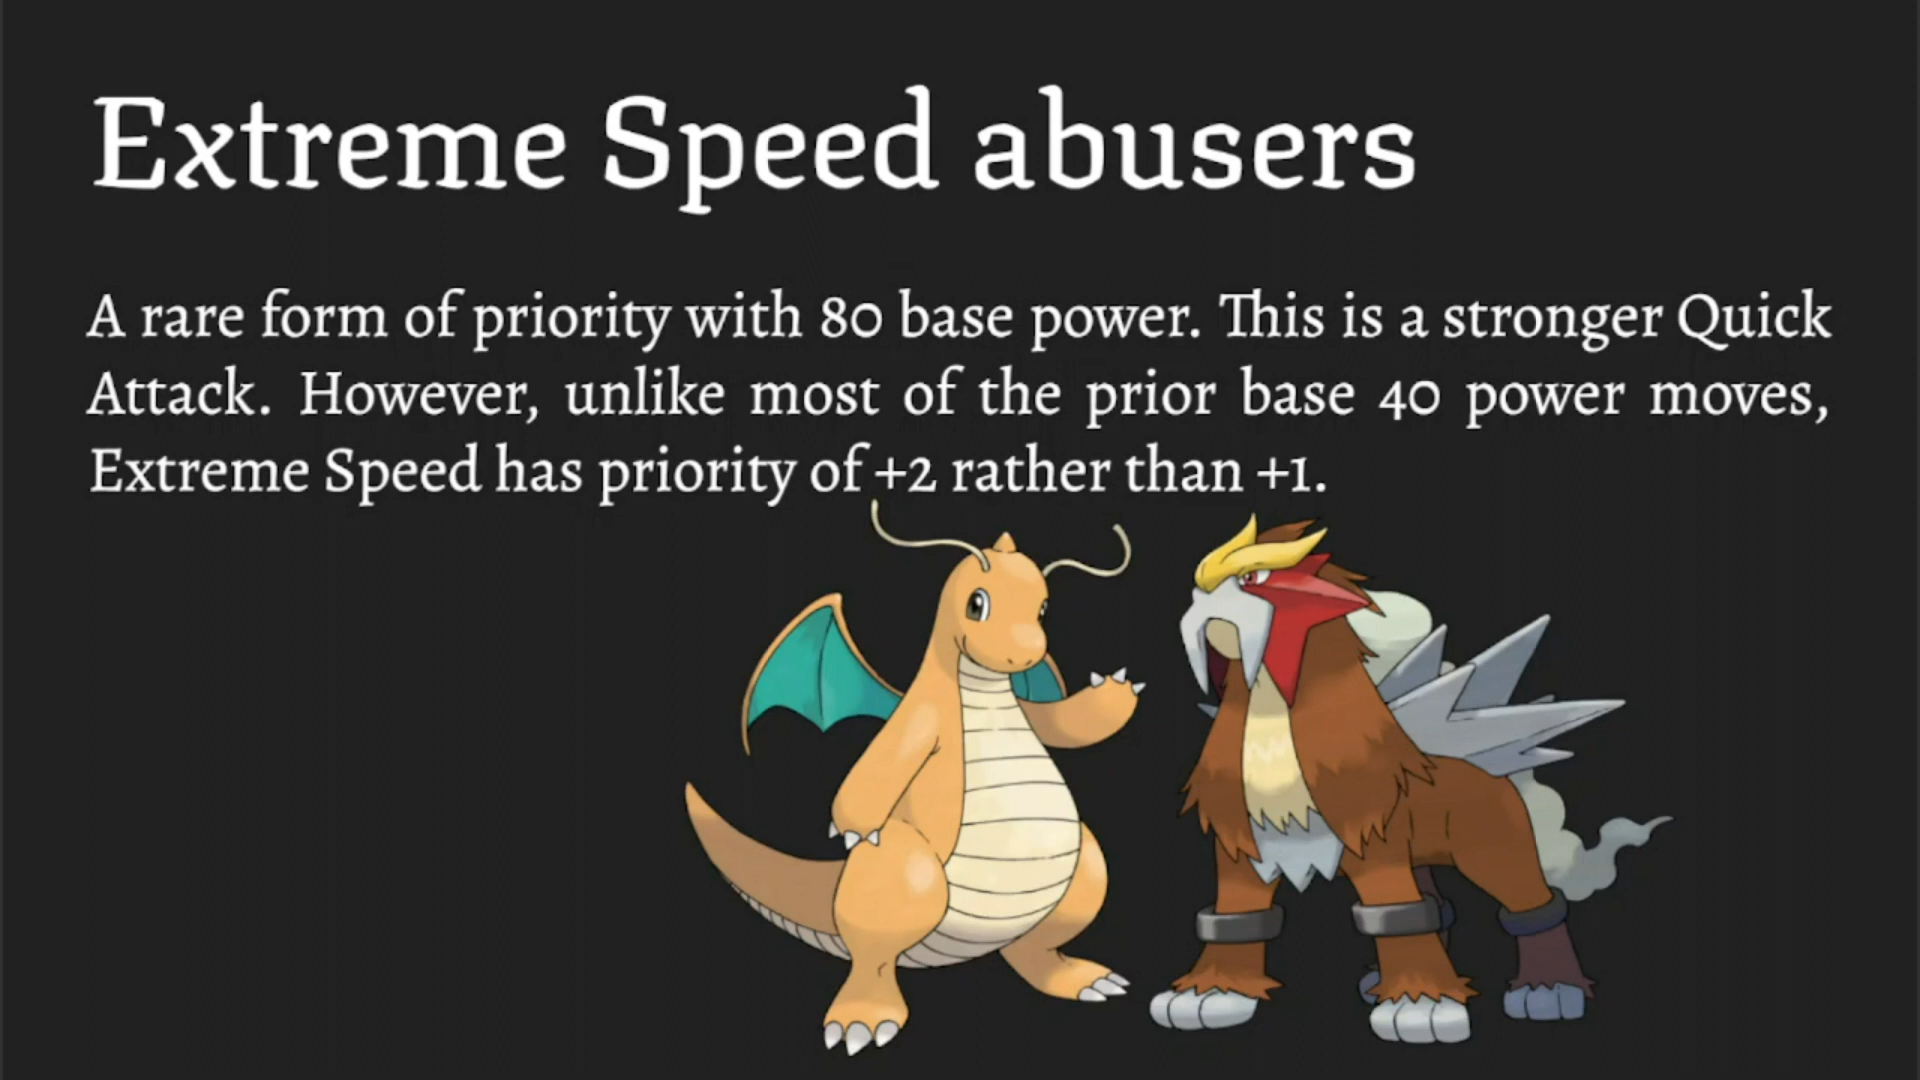 Extreme Speed abusers
A rare form of priority with 80 base power. This is a stronger Quick
Attack. However, unlike most of the prior base 40 power moves,
Extreme Speed has priority of +2 rather than +1.